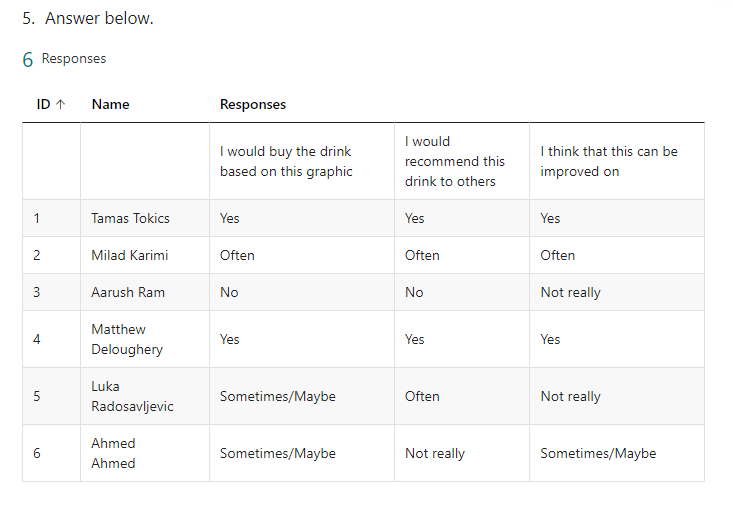 5. Answer below.
6 Responses
ID ↑ Name Responses
I would buy the drink based on this graphic I would recommend this drink to others I think that this can be improved on
1 Tamas Tokics Yes Yes Yes
2 Milad Karimi Often Often Often
3 Aarush Ram No No Not really
4 Matthew Deloughery Yes Yes Yes
5 Luka Radosavljevic Sometimes/Maybe Often Not really
6 Ahmed Ahmed Sometimes/Maybe Not really Sometimes/Maybe